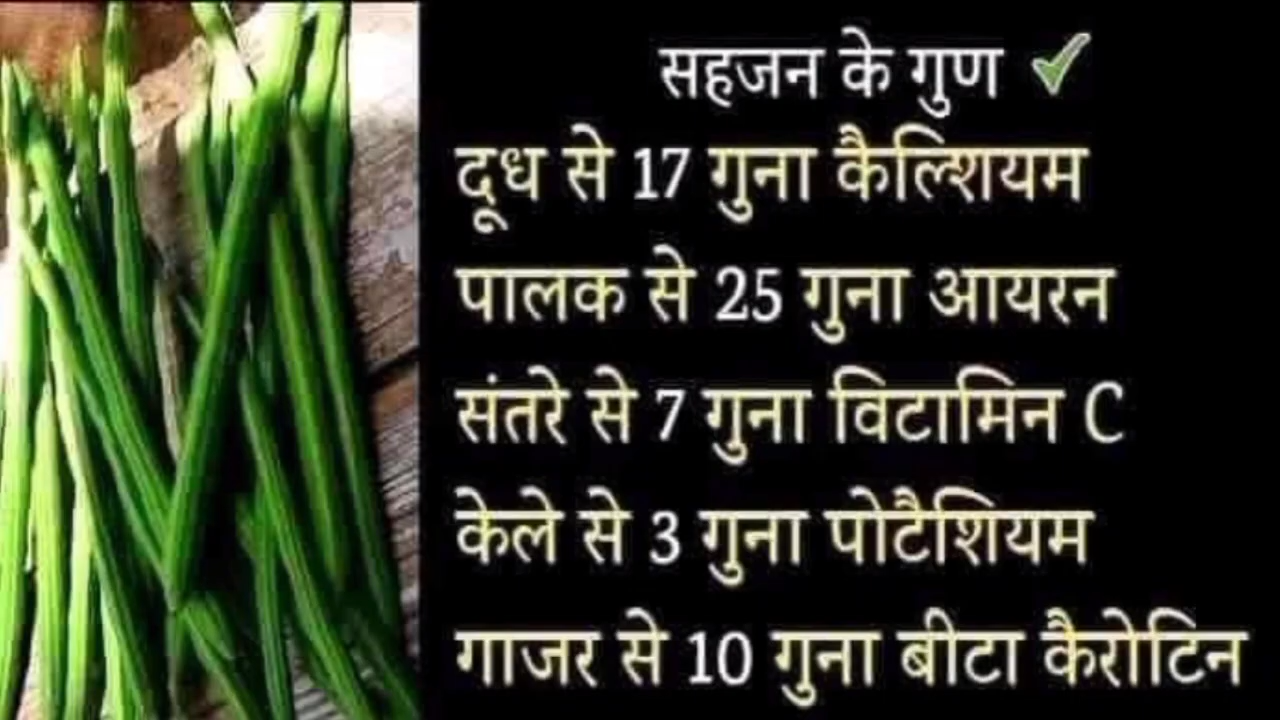 सहजन के गुण ✓
दूध से 17 गुना कैल्शियम
पालक से 25 गुना आयरन
संतरे से 7 गुना विटामिन C
केले से 3 गुना पोटैशियम
गाजर से 10 गुना बीटा कैरोटिन